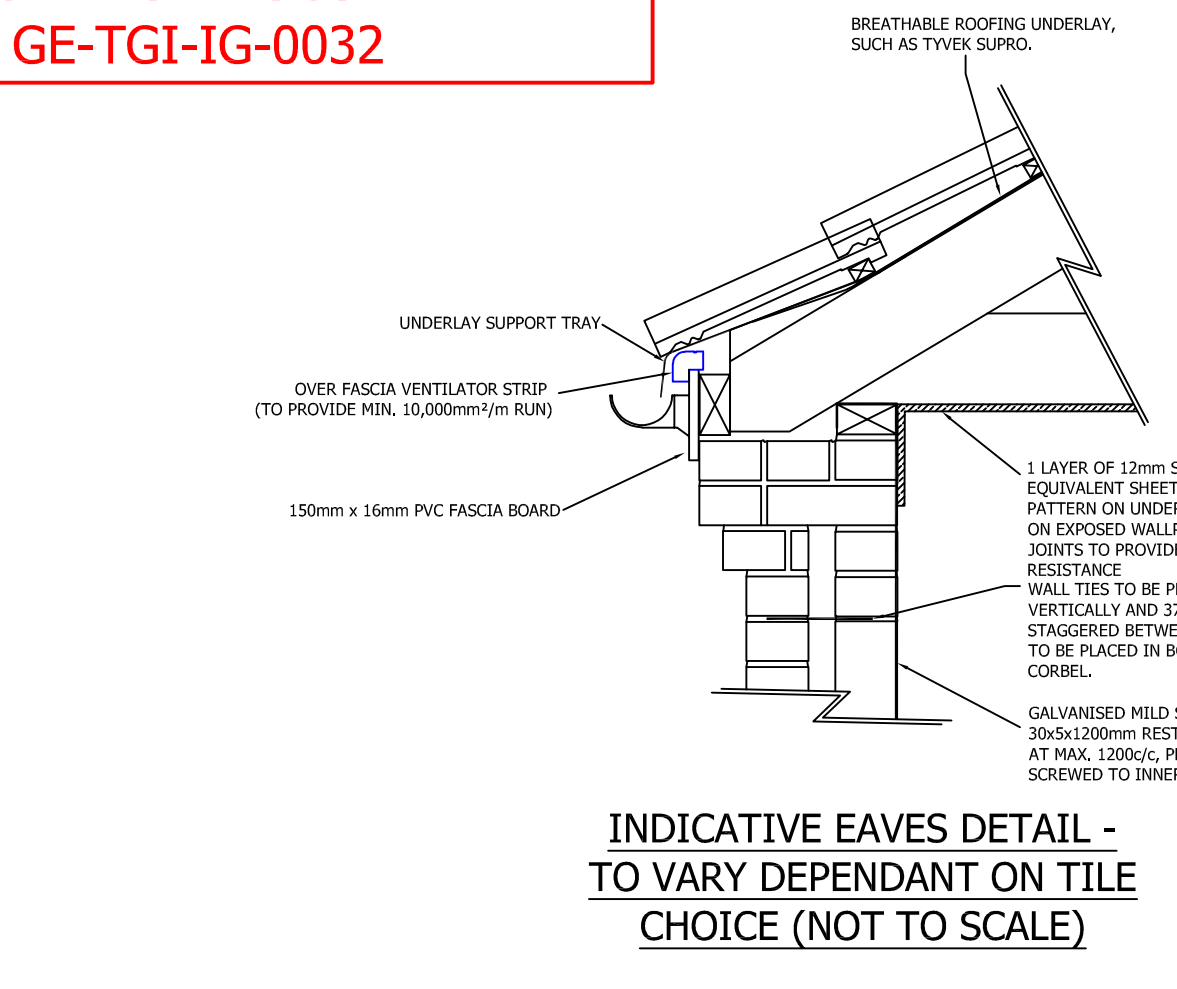 GE-TGI-IG-0032
BREATHABLE ROOFING UNDERLAY,
SUCH AS TYVEK SUPRO.
UNDERLAY SUPPORT TRAY
OVER FASCIA VENTILATOR STRIP
(TO PROVIDE MIN. 10,000mm²/m RUN)
150mm x 16mm PVC FASCIA BOARD
1 LAYER OF 12mm S
EQUIVALENT SHEET
PATTERN ON UNDER
ON EXPOSED WALL
JOINTS TO PROVIDE
RESISTANCE
WALL TIES TO BE P
VERTICALLY AND 37
STAGGERED BETWE
TO BE PLACED IN B
CORBEL.
GALVANISED MILD S
30x5x1200mm REST
AT MAX. 1200c/c, P
SCREWED TO INNER
INDICATIVE EAVES DETAIL -
TO VARY DEPENDANT ON TILE
CHOICE (NOT TO SCALE)